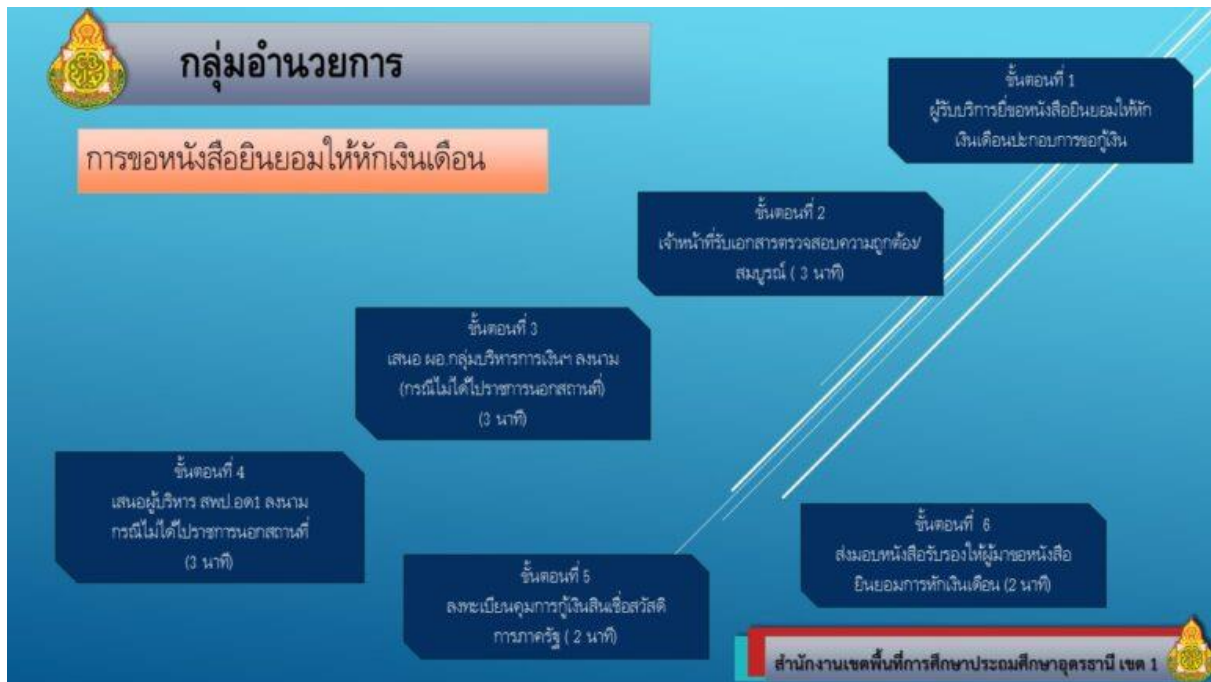 กลุ่มอำนวยการ
การขอหนังสือยินยอมให้หักเงินเดือน
ขั้นตอนที่ 1
ผู้รับบริการยื่นขอหนังสือยินยอมให้หัก
เงินเดือนประกอบการขอกู้เงิน
ขั้นตอนที่ 2
เจ้าหน้าที่รับเอกสารตรวจสอบความถูกต้อง/
สมบูรณ์ ( 3 นาที)
ขั้นตอนที่ 3
เสนอ ผอ.กลุ่มบริหารการเงินฯ ลงนาม
(กรณีไม่ได้ไปราชการนอกสถานที่)
(3 นาที)
ขั้นตอนที่ 4
เสนอผู้บริหาร สพป.อด1 ลงนาม
กรณีไม่ได้ไปราชการนอกสถานที่
(3 นาที)
ขั้นตอนที่ 5
ลงทะเบียนคุมการกู้เงินสินเชื่อสวัสดิ
การภาครัฐ ( 2 นาที)
ขั้นตอนที่ 6
ส่งมอบหนังสือรับรองให้ผู้มาขอหนังสือ
ยินยอมการหักเงินเดือน (2 นาที)
สำนักงานเขตพื้นที่การศึกษาประถมศึกษาอุดรธานี เขต 1